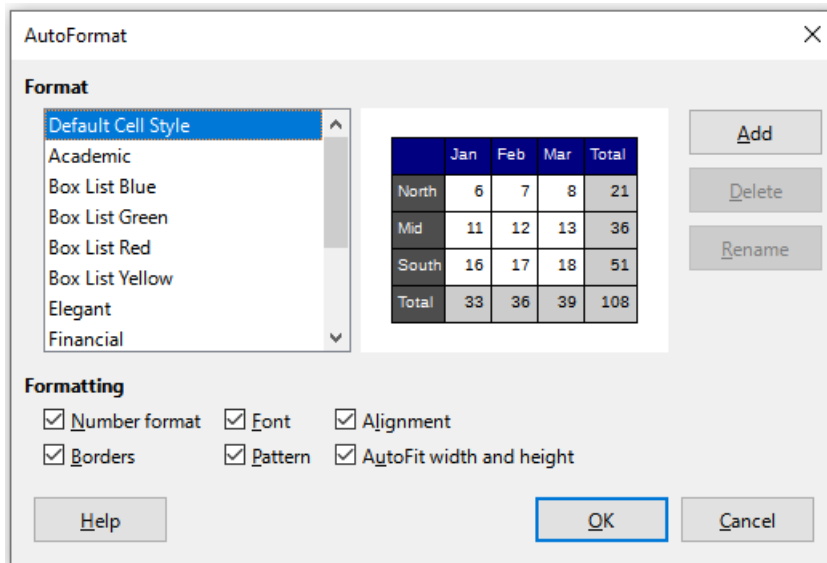 AutoFormat
Format
Default Cell Style
Academic
Box List Blue
Box List Green
Box List Red
Box List Yellow
Elegant
Financial
Jan Feb Mar Total
North 6 7 8 21
Mid 11 12 13 36
South 16 17 18 51
Total 33 36 39 108
Add
Delete
Rename
Formatting
Number format Font Alignment
Borders Pattern AutoFit width and height
Help OK Cancel